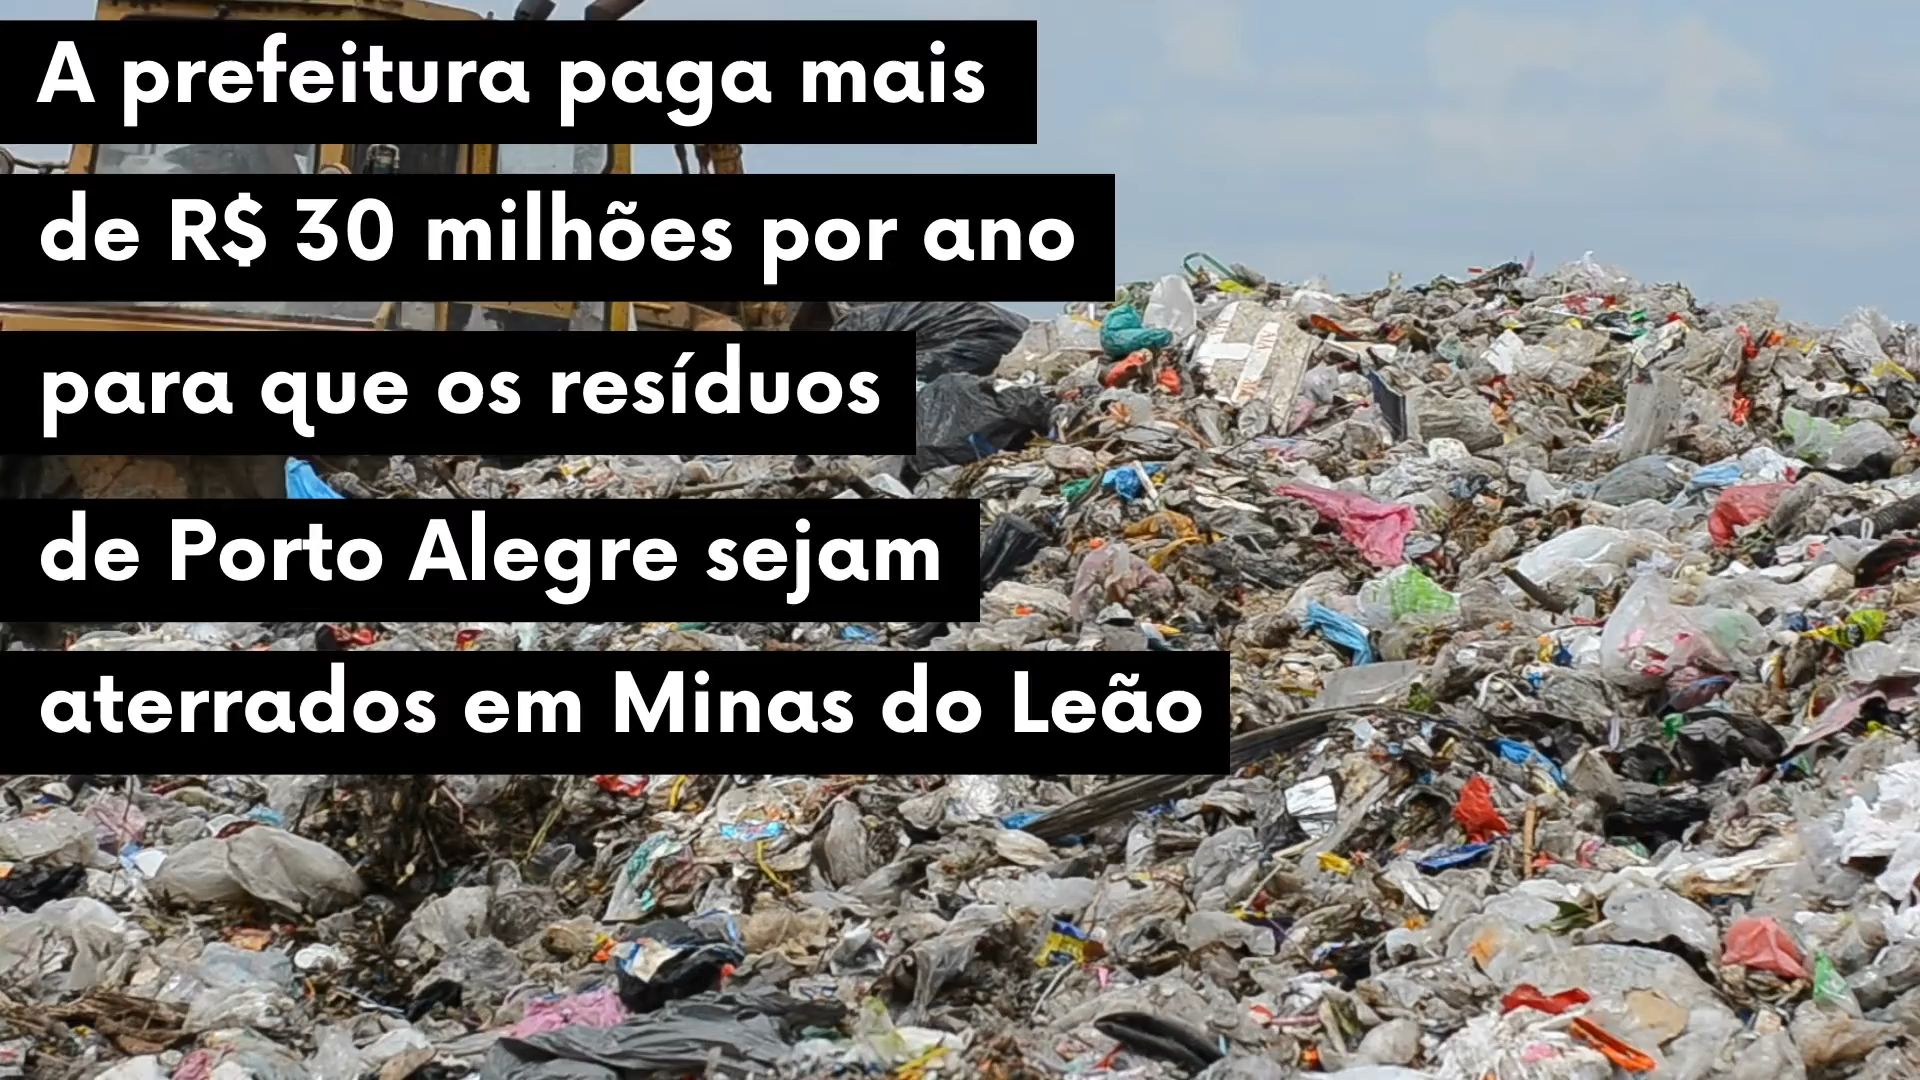 A prefeitura paga mais
de R$ 30 milhões por ano
para que os resíduos
de Porto Alegre sejam
aterrados em Minas do Leão